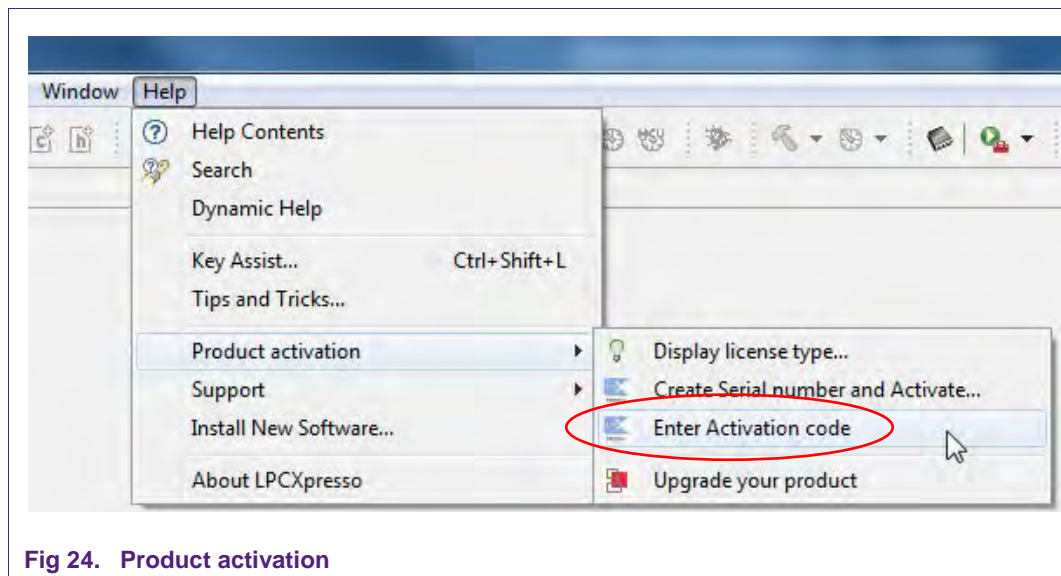 Window Help
Help Contents
Search
Dynamic Help
Key Assist... Ctrl+Shift+L
Tips and Tricks...
Product activation
Support
Install New Software...
About LPCXpresso
Display license type...
Create Serial number and Activate...
Enter Activation code
Upgrade your product
Fig 24. Product activation